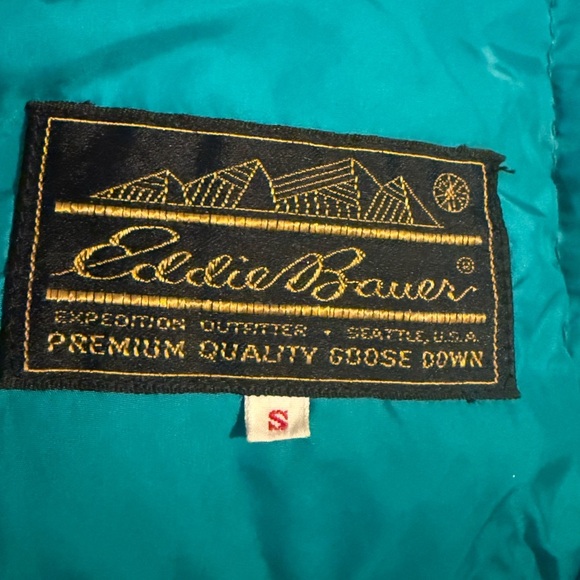 Eddie Bauer®
EXPEDITION OUTFITTER • SEATTLE, U.S.A.
PREMIUM QUALITY GOOSE DOWN
S